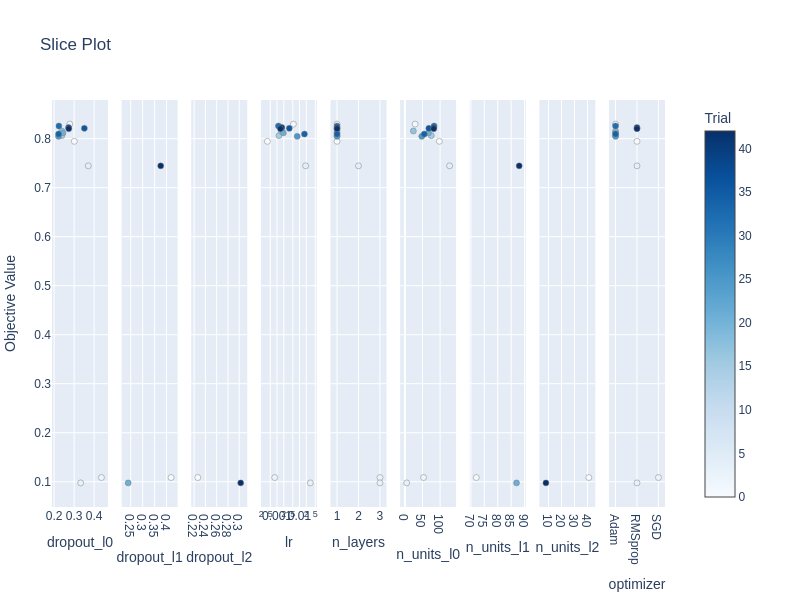 Slice Plot
Trial
Objective Value
0.8
0.7
0.6
0.5
0.4
0.3
0.2
0.1
40
35
30
25
20
15
10
5
0
0.2 0.3 0.4
0.25 0.3 0.35 0.4
0.22 0.24 0.26 0.28 0.3
1 2 3
0 50 100
70 75 80 85 90
10 20 30 40
Adam RMSprop SGD
dropout_l0
dropout_l1
dropout_l2
lr
n_layers
n_units_l0
n_units_l1
n_units_l2
optimizer